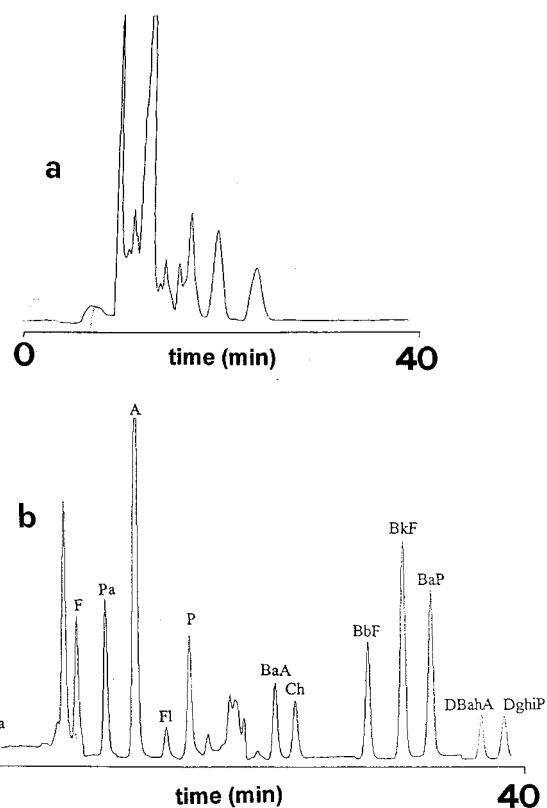 a
0
time (min)
40
b
A
F
Pa
Fl
P
BaA
Ch
BbF
BkF
BaP
DBahA
DghiP
a
time (min)
40